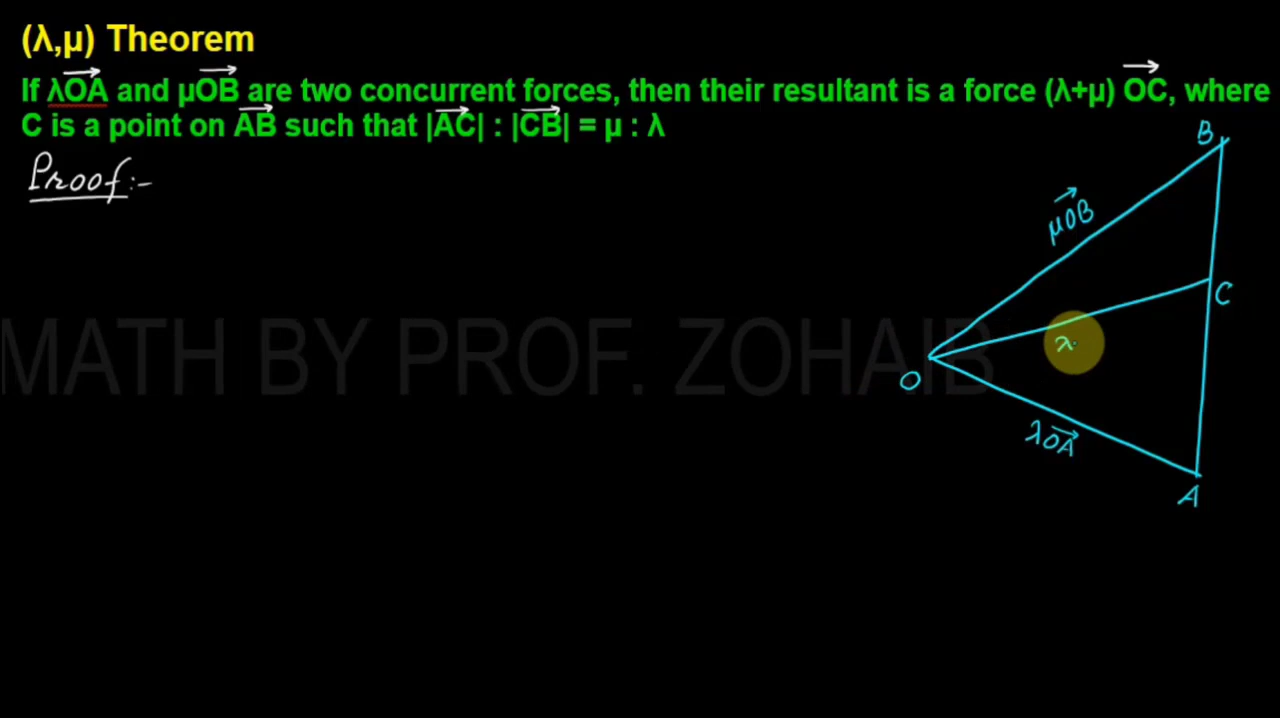 (λ,μ) Theorem
If λOA and μOB are two concurrent forces, then their resultant is a force (λ+μ) OC, where
C is a point on AB such that |AC| : |CB| = μ : λ
Proof:-
B
μOB
C
λ
MATH BY PROF. ZOHAIB
O
λOA
A